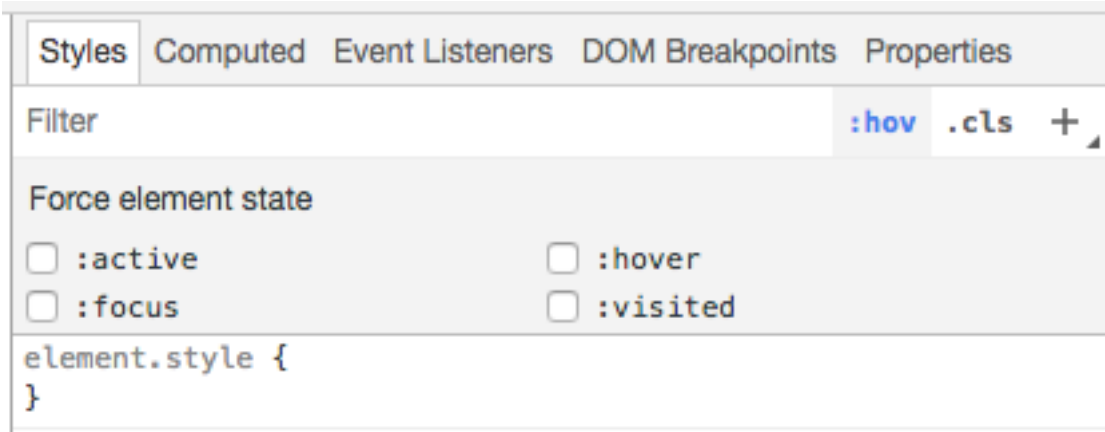 Styles Computed Event Listeners DOM Breakpoints Properties
Filter :hov .cls +
Force element state
:active :hover
:focus :visited
element.style {
}